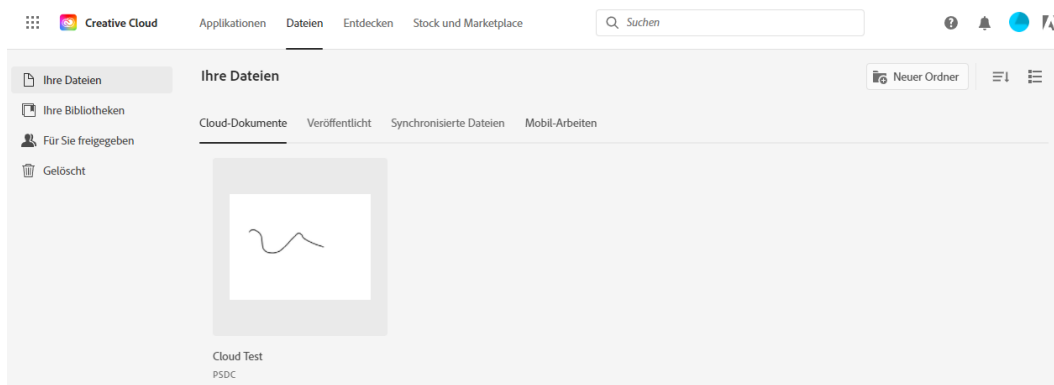 Creative Cloud Applikationen Dateien Entdecken Stock und Marketplace Suchen
Ihre Dateien
Ihre Bibliotheken
Für Sie freigegeben
Gelöscht
Ihre Dateien Neuer Ordner
Cloud-Dokumente Veröffentlicht Synchronisierte Dateien Mobil-Arbeiten
Cloud Test
PSDC